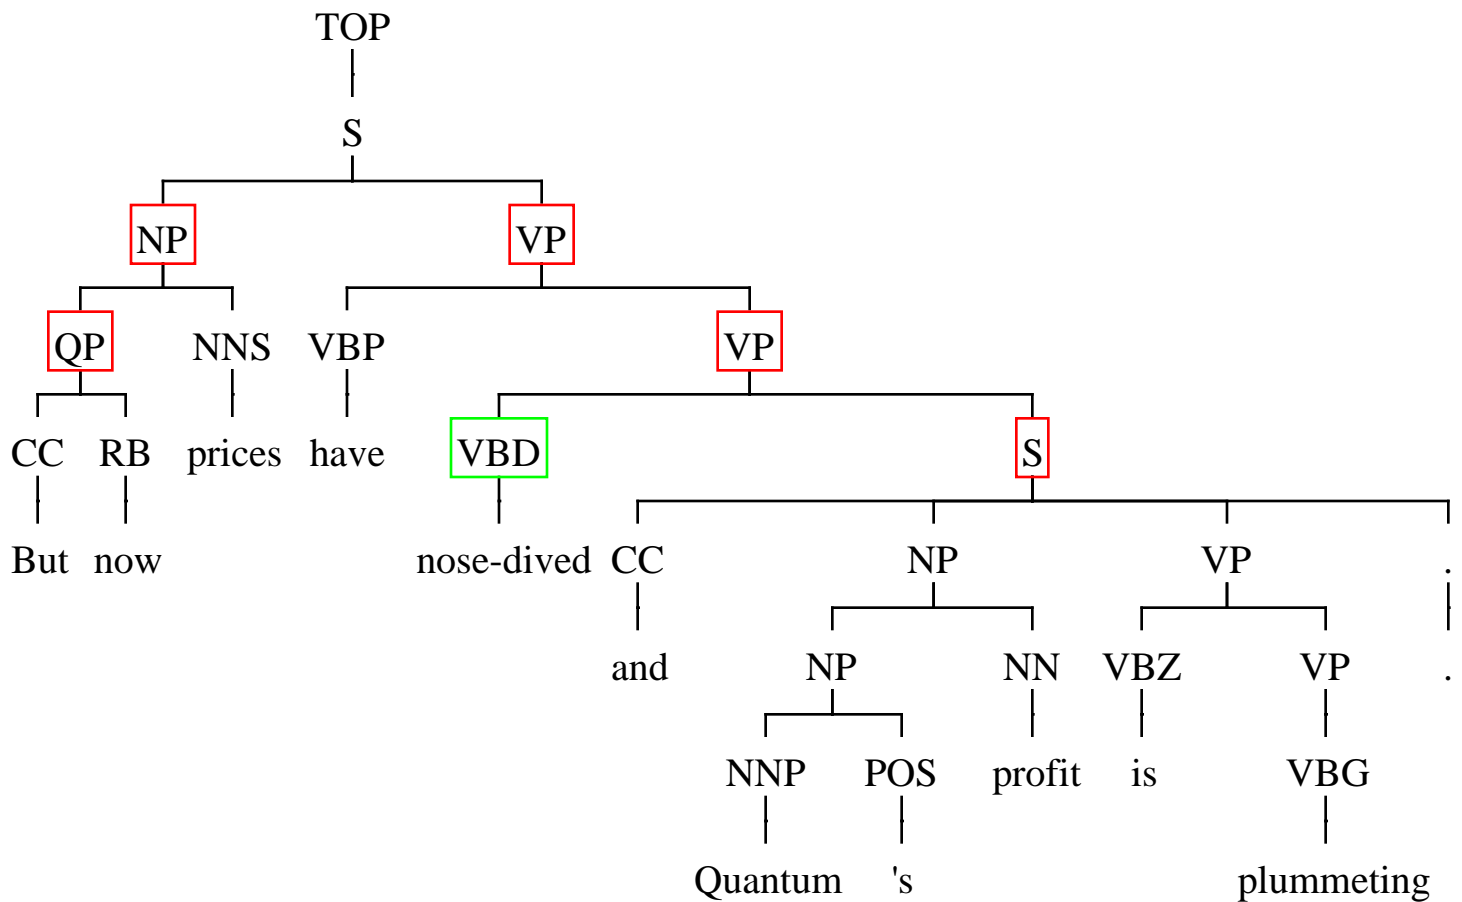 TOP
S
NP VP
QP NNS VBP VP
CC RB prices have VBD S
But now nose-dived CC NP VP .
and NP NN VBZ VP .
NNP POS profit is VBG
Quantum 's plummeting